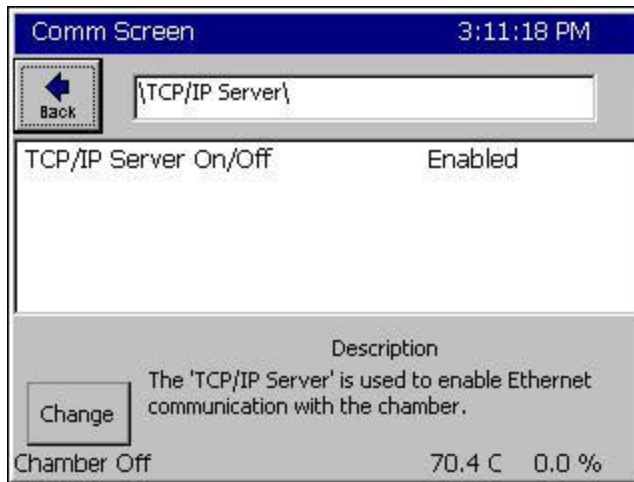 Comm Screen 3:11:18 PM
Back
\TCP/IP Server\
TCP/IP Server On/Off Enabled
Description
The 'TCP/IP Server' is used to enable Ethernet
communication with the chamber.
Change
Chamber Off 70.4 C 0.0 %